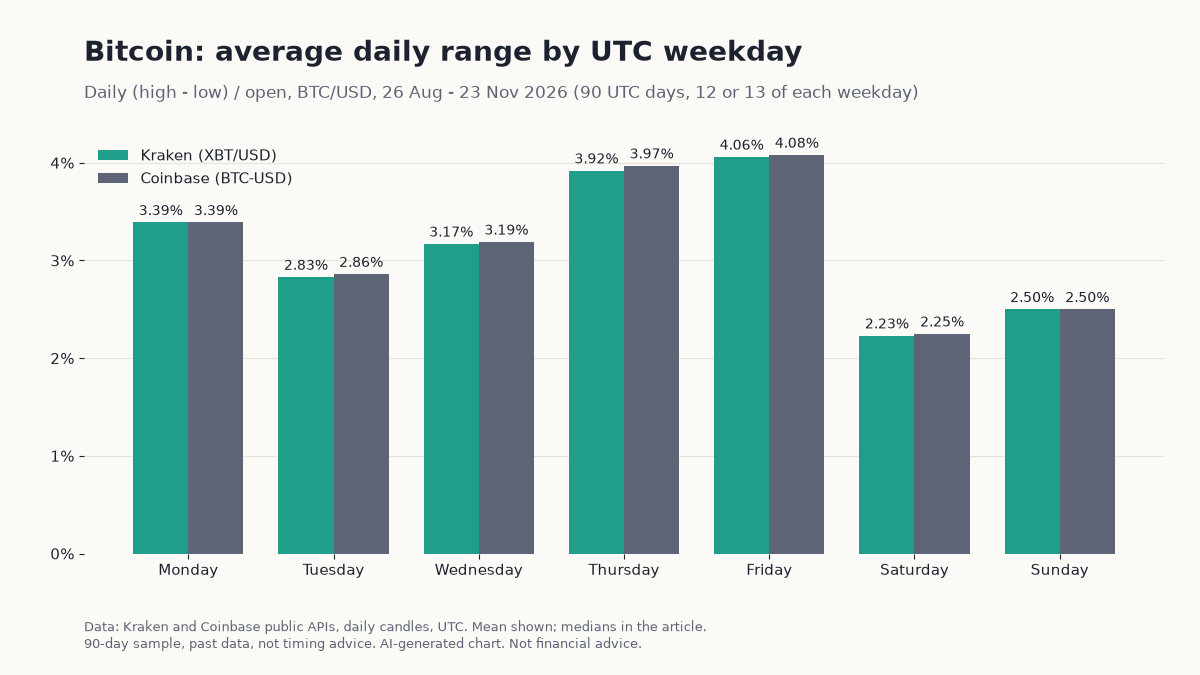 Bitcoin: average daily range by UTC weekday
Daily (high - low) / open, BTC/USD, 26 Aug - 23 Nov 2026 (90 UTC days, 12 or 13 of each weekday)
Kraken (XBT/USD)
Coinbase (BTC-USD)
4%
3%
2%
1%
0%
3.39% 3.39%
2.83% 2.86%
3.17% 3.19%
3.92% 3.97%
4.06% 4.08%
2.23% 2.25%
2.50% 2.50%
Monday Tuesday Wednesday Thursday Friday Saturday Sunday
Data: Kraken and Coinbase public APIs, daily candles, UTC. Mean shown; medians in the article.
90-day sample, past data, not timing advice. AI-generated chart. Not financial advice.